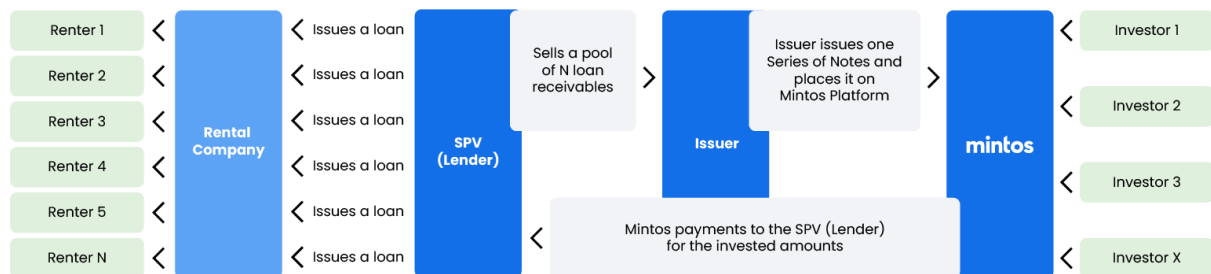 Renter 1
Renter 2
Renter 3
Renter 4
Renter 5
Renter N
Rental
Company
Issues a loan
Issues a loan
Issues a loan
Issues a loan
Issues a loan
Issues a loan
SPV
(Lender)
Sells a pool
of N loan
receivables
Issuer
Issuer issues one
Series of Notes and
places it on
Mintos Platform
Mintos payments to the SPV (Lender)
for the invested amounts
mintos
Investor 1
Investor 2
Investor 3
Investor X